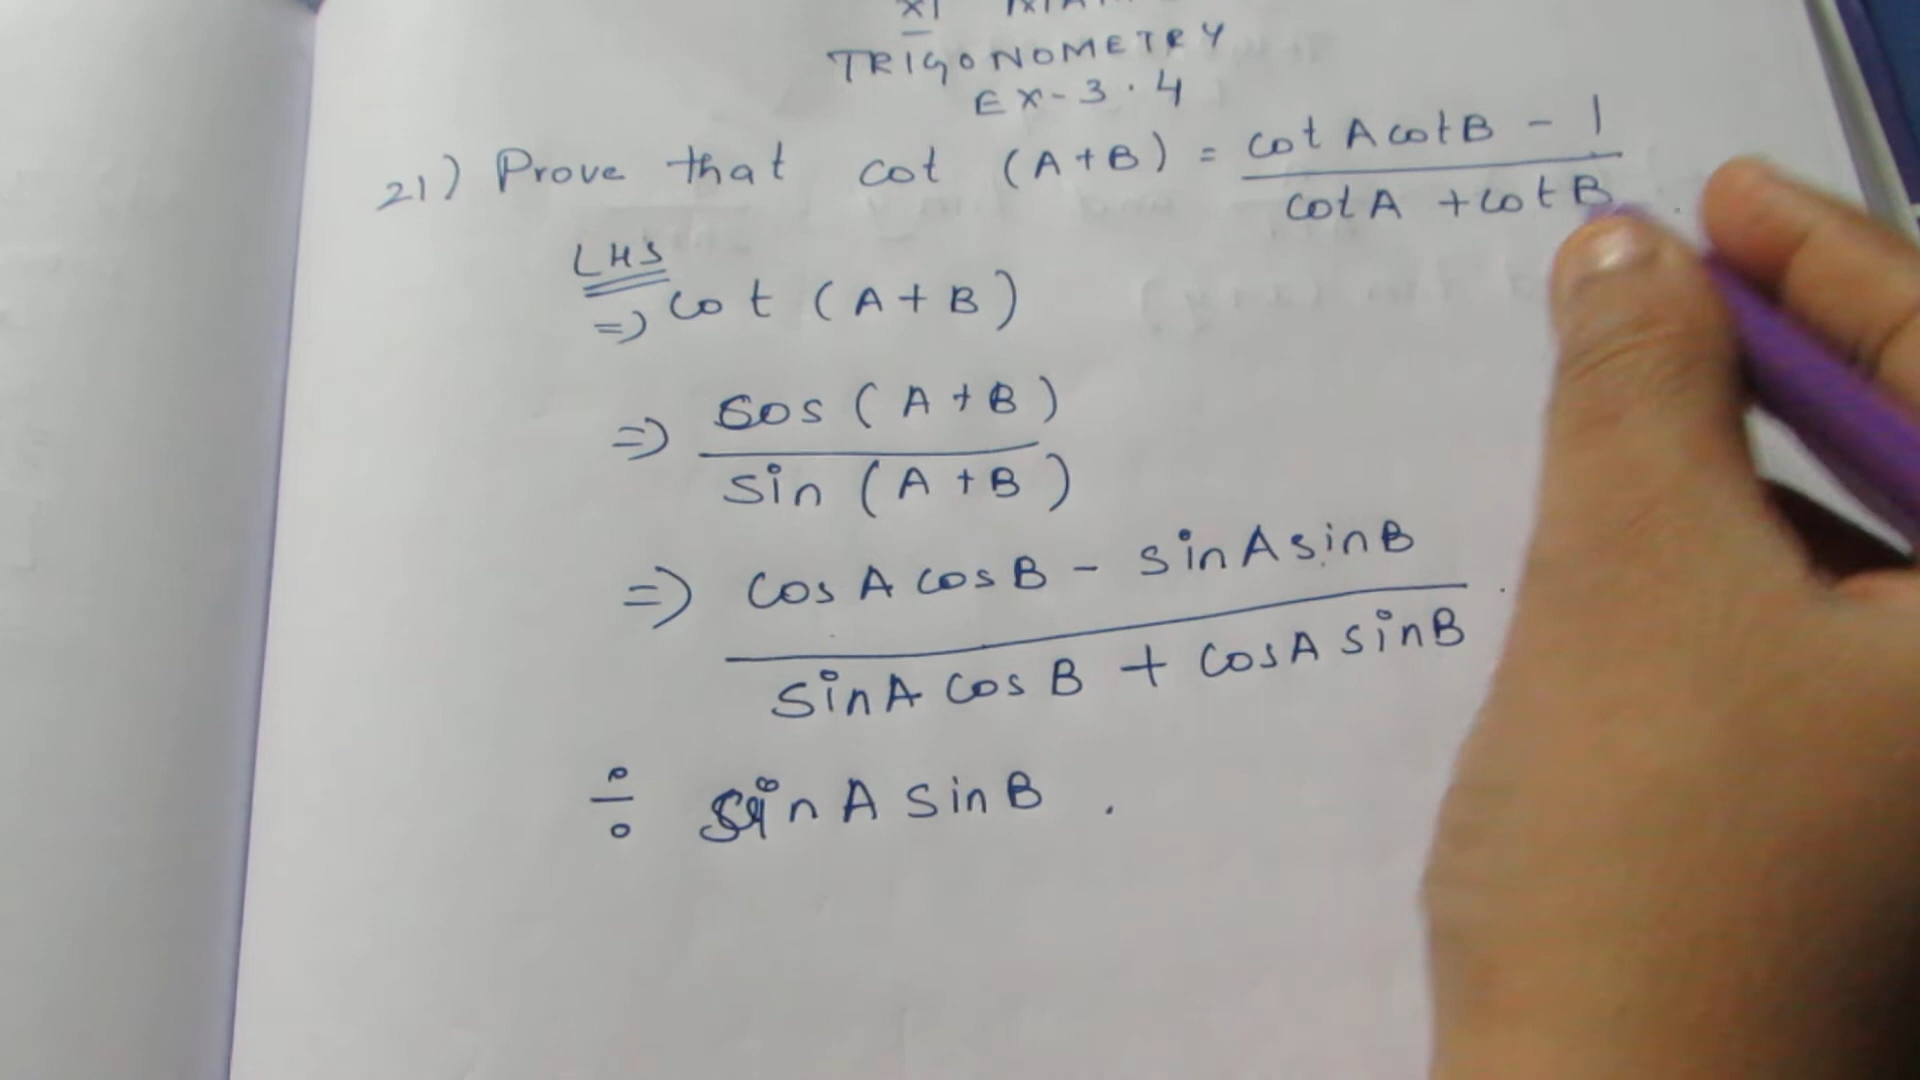 XI
TRIGONOMETRY
EX-3.4
21) Prove that cot (A+B) = cot A cot B - 1 / cot A + cot B
LHS
=> cot (A+B)
=> cos (A+B) / sin (A+B)
=> cos A cos B - sin A sin B / sin A cos B + cos A sin B
÷ sin A sin B .